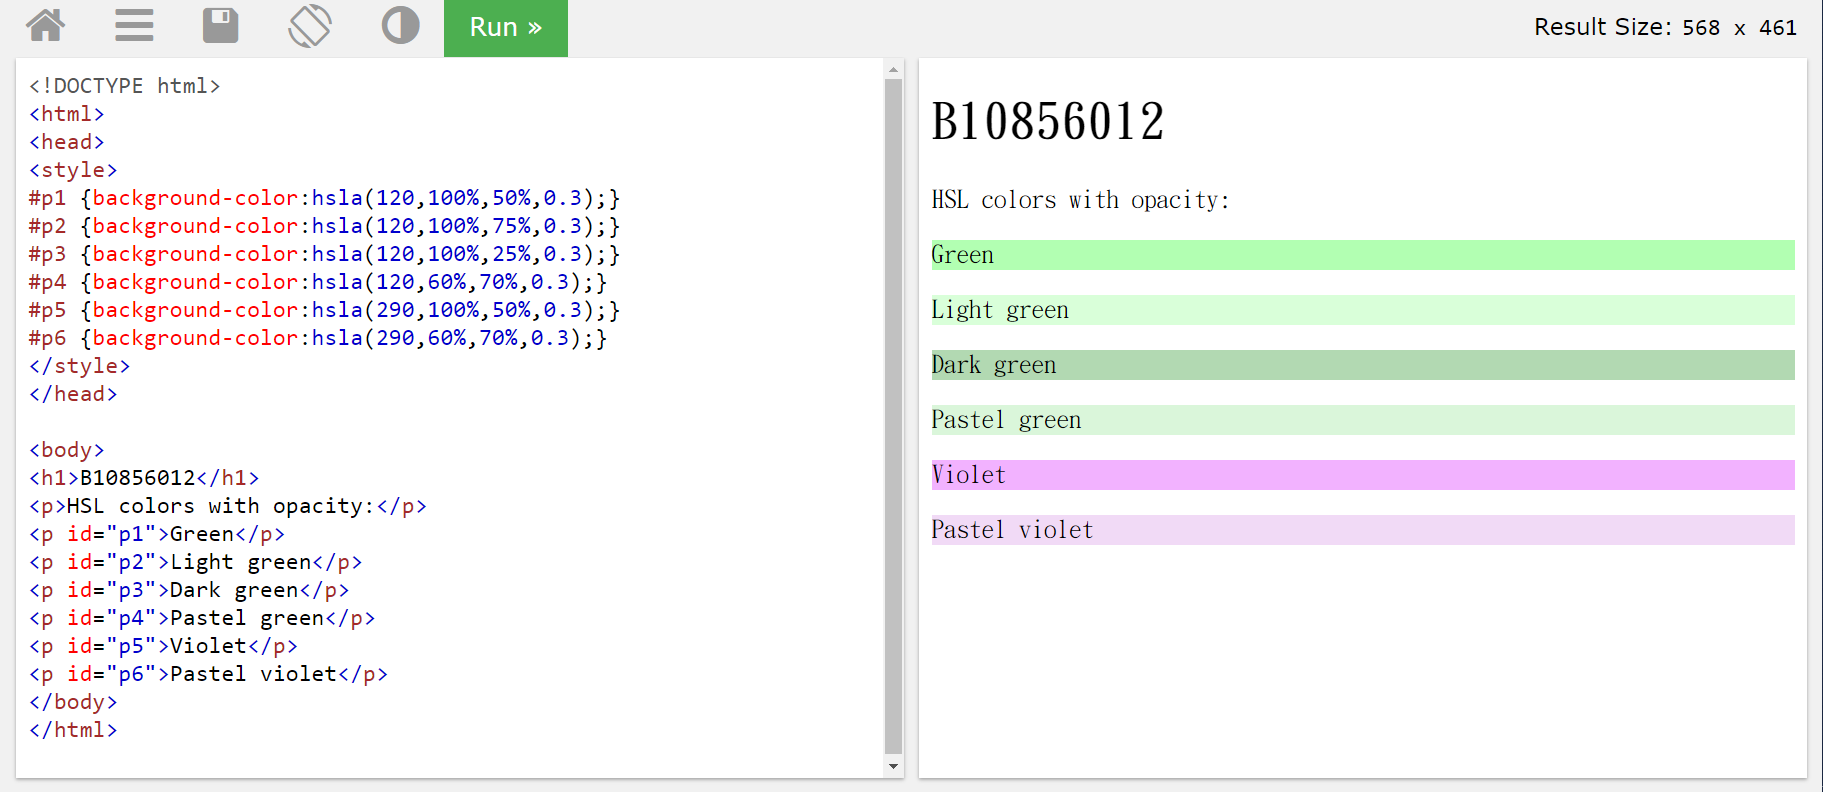 Run »
Result Size: 568 x 461
<!DOCTYPE html>
<html>
<head>
<style>
#p1 {background-color:hsla(120,100%,50%,0.3);}
#p2 {background-color:hsla(120,100%,75%,0.3);}
#p3 {background-color:hsla(120,100%,25%,0.3);}
#p4 {background-color:hsla(120,60%,70%,0.3);}
#p5 {background-color:hsla(290,100%,50%,0.3);}
#p6 {background-color:hsla(290,60%,70%,0.3);}
</style>
</head>
<body>
<h1>B10856012</h1>
<p>HSL colors with opacity:</p>
<p id="p1">Green</p>
<p id="p2">Light green</p>
<p id="p3">Dark green</p>
<p id="p4">Pastel green</p>
<p id="p5">Violet</p>
<p id="p6">Pastel violet</p>
</body>
</html>
B10856012
HSL colors with opacity:
Green
Light green
Dark green
Pastel green
Violet
Pastel violet